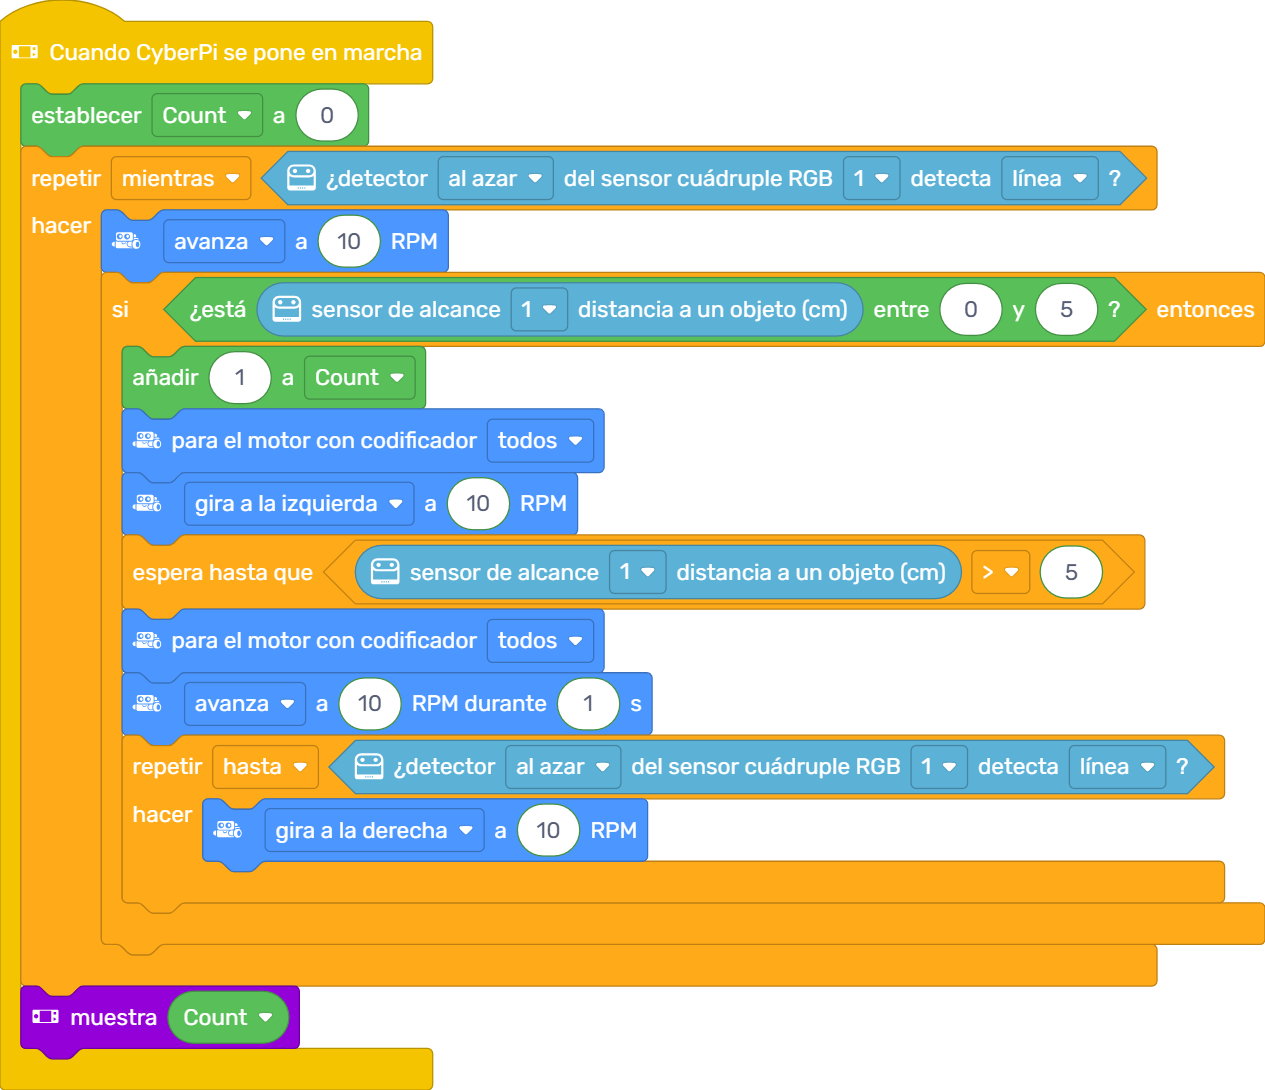 Cuando CyberPi se pone en marcha
establecer Count a 0
repetir mientras ¿detector al azar del sensor cuádruple RGB 1 detecta línea ?
hacer
avanza a 10 RPM
si ¿está sensor de alcance 1 distancia a un objeto (cm) entre 0 y 5 ? entonces
añadir 1 a Count
para el motor con codificador todos
gira a la izquierda a 10 RPM
espera hasta que sensor de alcance 1 distancia a un objeto (cm) > 5
para el motor con codificador todos
avanza a 10 RPM durante 1 s
repetir hasta ¿detector al azar del sensor cuádruple RGB 1 detecta línea ?
hacer
gira a la derecha a 10 RPM
muestra Count